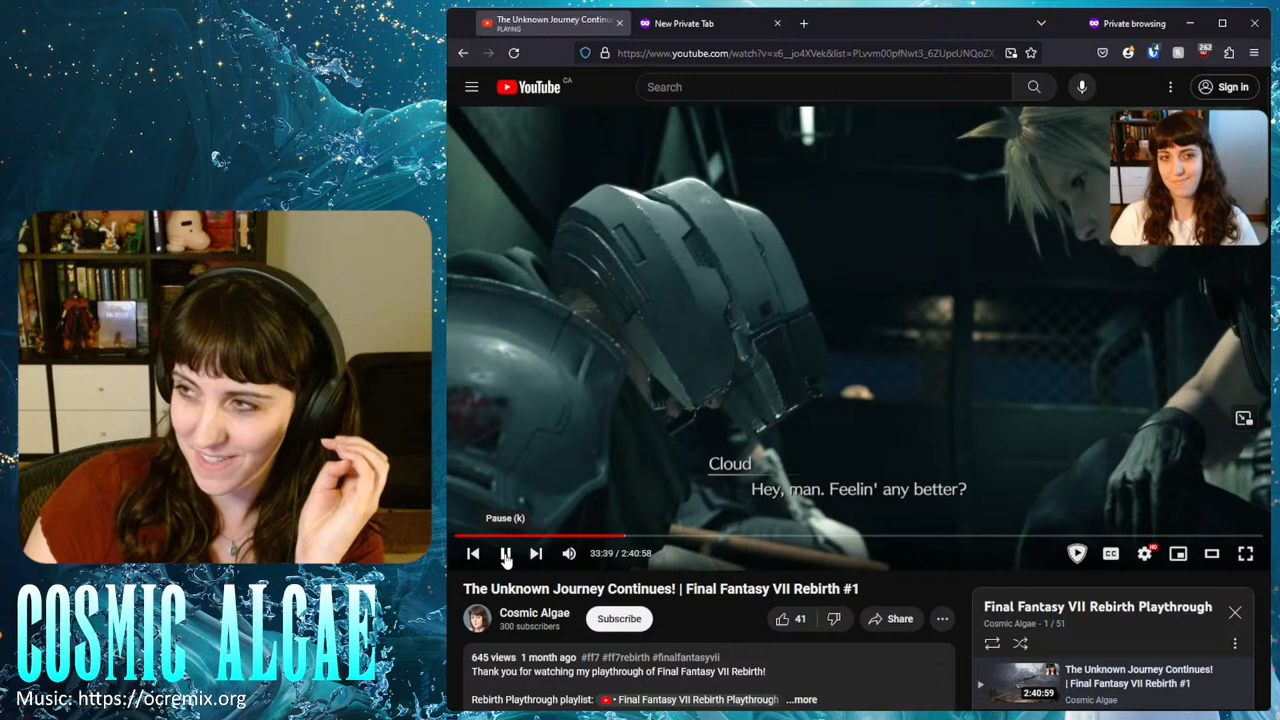 The Unknown Journey Continu
PLAYING
New Private Tab
Private browsing
https://www.youtube.com/watch?v=x6__jo4XVek&list=PLvvm00pfNwt3_6ZUpcUNQoZX
4
262
YouTube CA
Search
Sign in
Cloud
Hey, man. Feelin' any better?
Pause (k)
33:39 / 2:40:58
CC
HD
The Unknown Journey Continues! | Final Fantasy VII Rebirth #1
Cosmic Algae
300 subscribers
Subscribe
41
Share
645 views 1 month ago #ff7 #ff7rebirth #finalfantasyvii
Thank you for watching my playthrough of Final Fantasy VII Rebirth!
Rebirth Playthrough playlist: • Final Fantasy VII Rebirth Playthrough ...more
Final Fantasy VII Rebirth Playthrough
Cosmic Algae - 1 / 51
2:40:59
The Unknown Journey Continues!
| Final Fantasy VII Rebirth #1
Cosmic Algae
COSMIC ALGAE
Music: https://ocremix.org